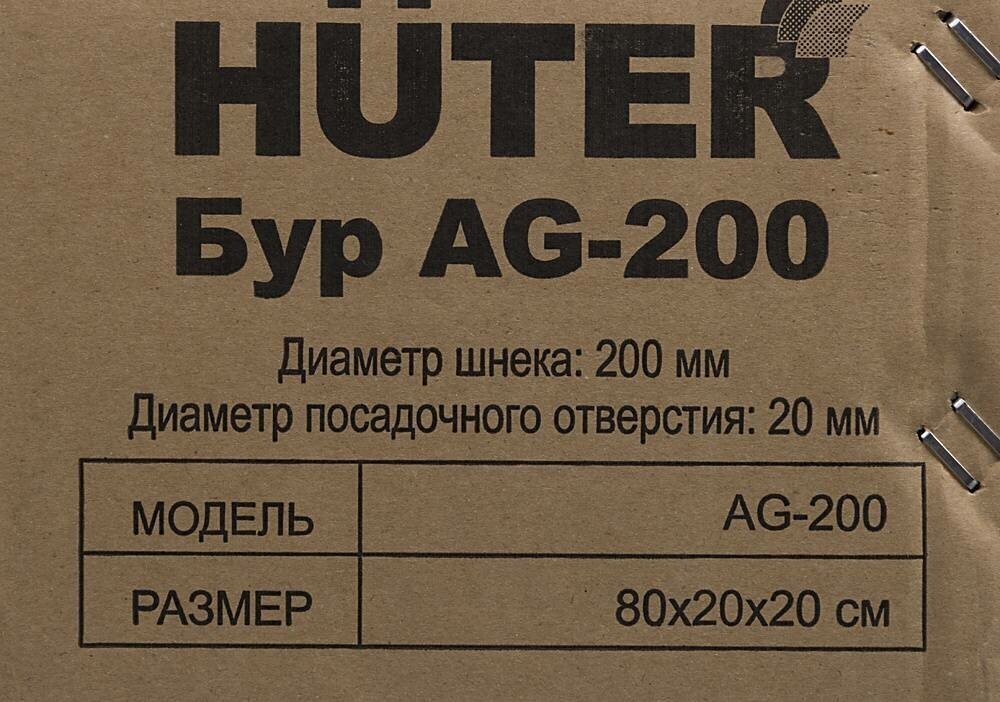 HÜTER
Бур AG-200
Диаметр шнека: 200 мм
Диаметр посадочного отверстия: 20 мм
МОДЕЛЬ AG-200
РАЗМЕР 80x20x20 см